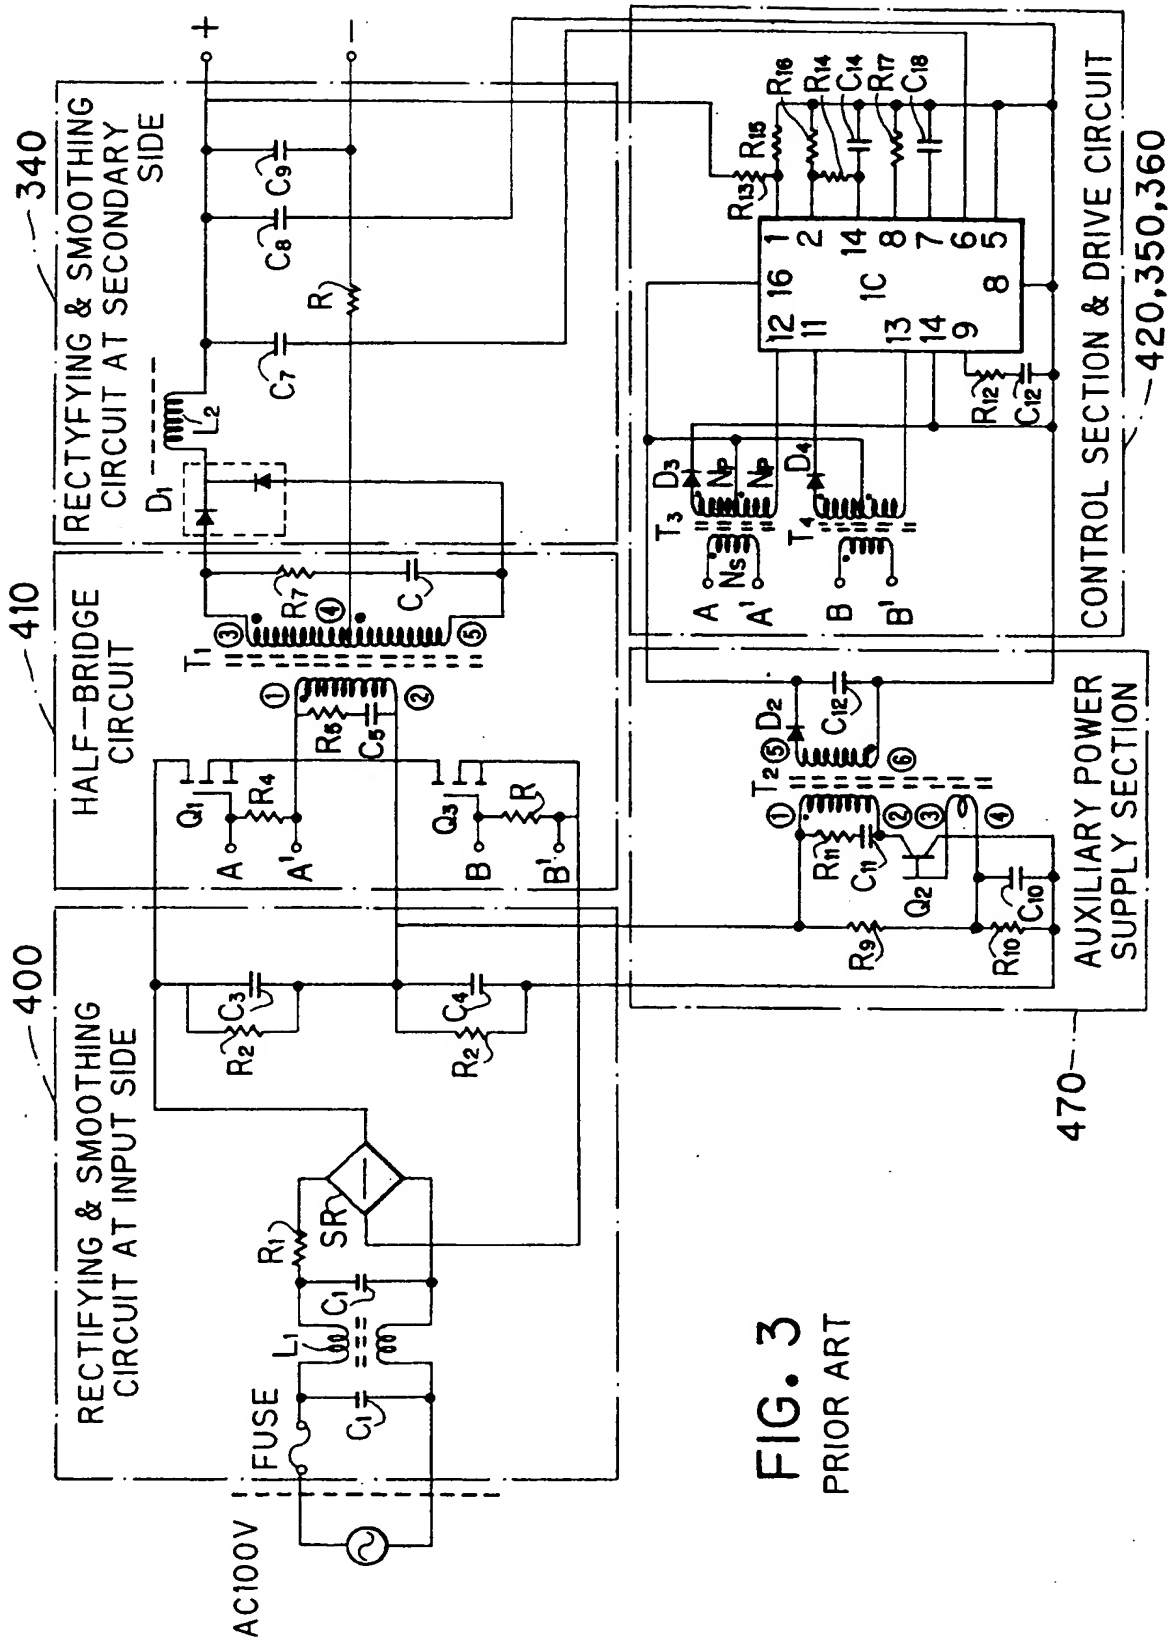 400
RECTIFYING & SMOOTHING
CIRCUIT AT INPUT SIDE
AC100V
FUSE
C1
L1
C1
R1
SR
R2
C3
R2
C4
410
HALF-BRIDGE
CIRCUIT
A
Q1
R4
A'
B
Q3
R
B'
①
R5
C5
②
T1
③
④
⑤
R7
C
340
RECTYFYING & SMOOTHING
CIRCUIT AT SECONDARY
SIDE
D1
L2
C7
R
C8
C9
+
−
470
AUXILIARY POWER
SUPPLY SECTION
R9
R10
C10
R11
C11
Q2
①
②
③
④
T2
⑤
⑥
D2
C12
420,350,360
CONTROL SECTION & DRIVE CIRCUIT
A
A'
NS
T3
D3
NP
NP
B
B'
T4
D4
16
12
11
13
14
9
1C
8
1
2
14
8
7
6
5
R12
C12
R13
R15
R16
R14
C14
R17
C18
FIG. 3
PRIOR ART